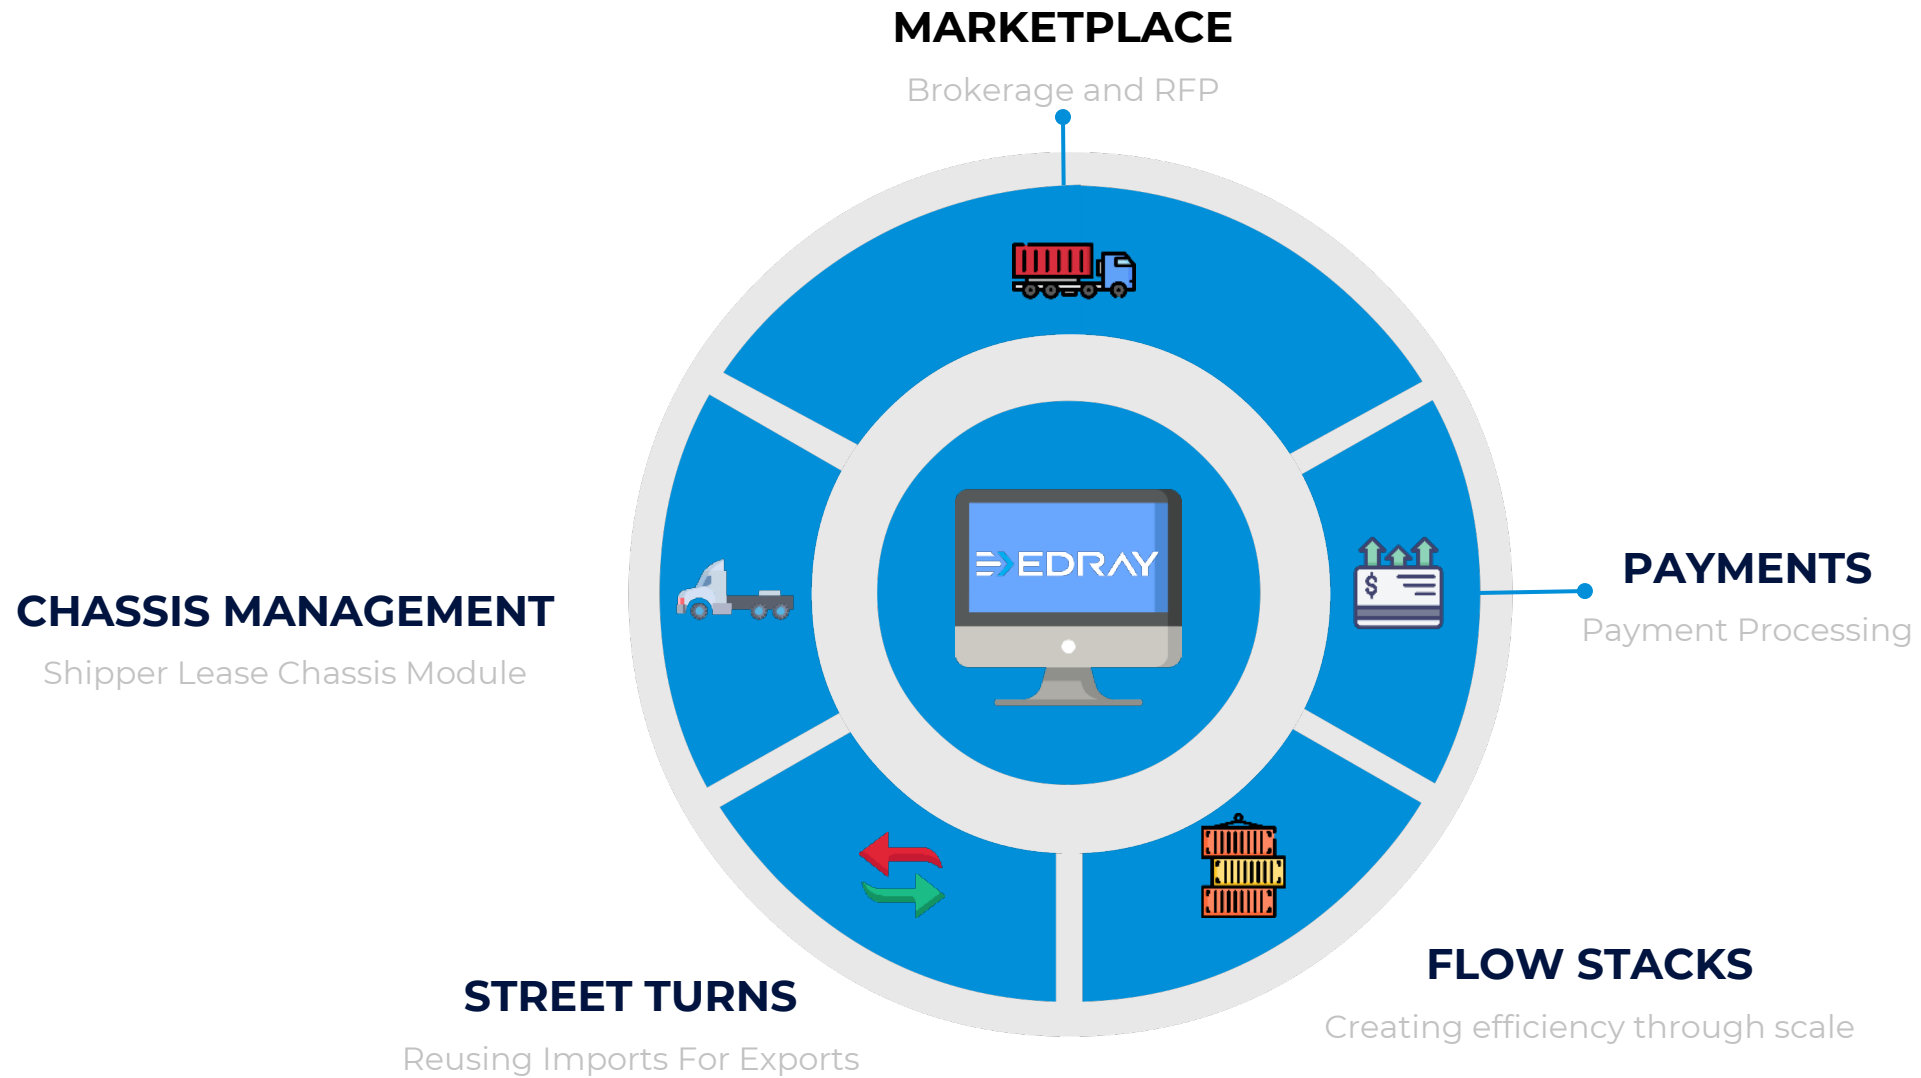 MARKETPLACE
Brokerage and RFP
EDRAY
$
PAYMENTS
Payment Processing
CHASSIS MANAGEMENT
Shipper Lease Chassis Module
FLOW STACKS
Creating efficiency through scale
STREET TURNS
Reusing Imports For Exports